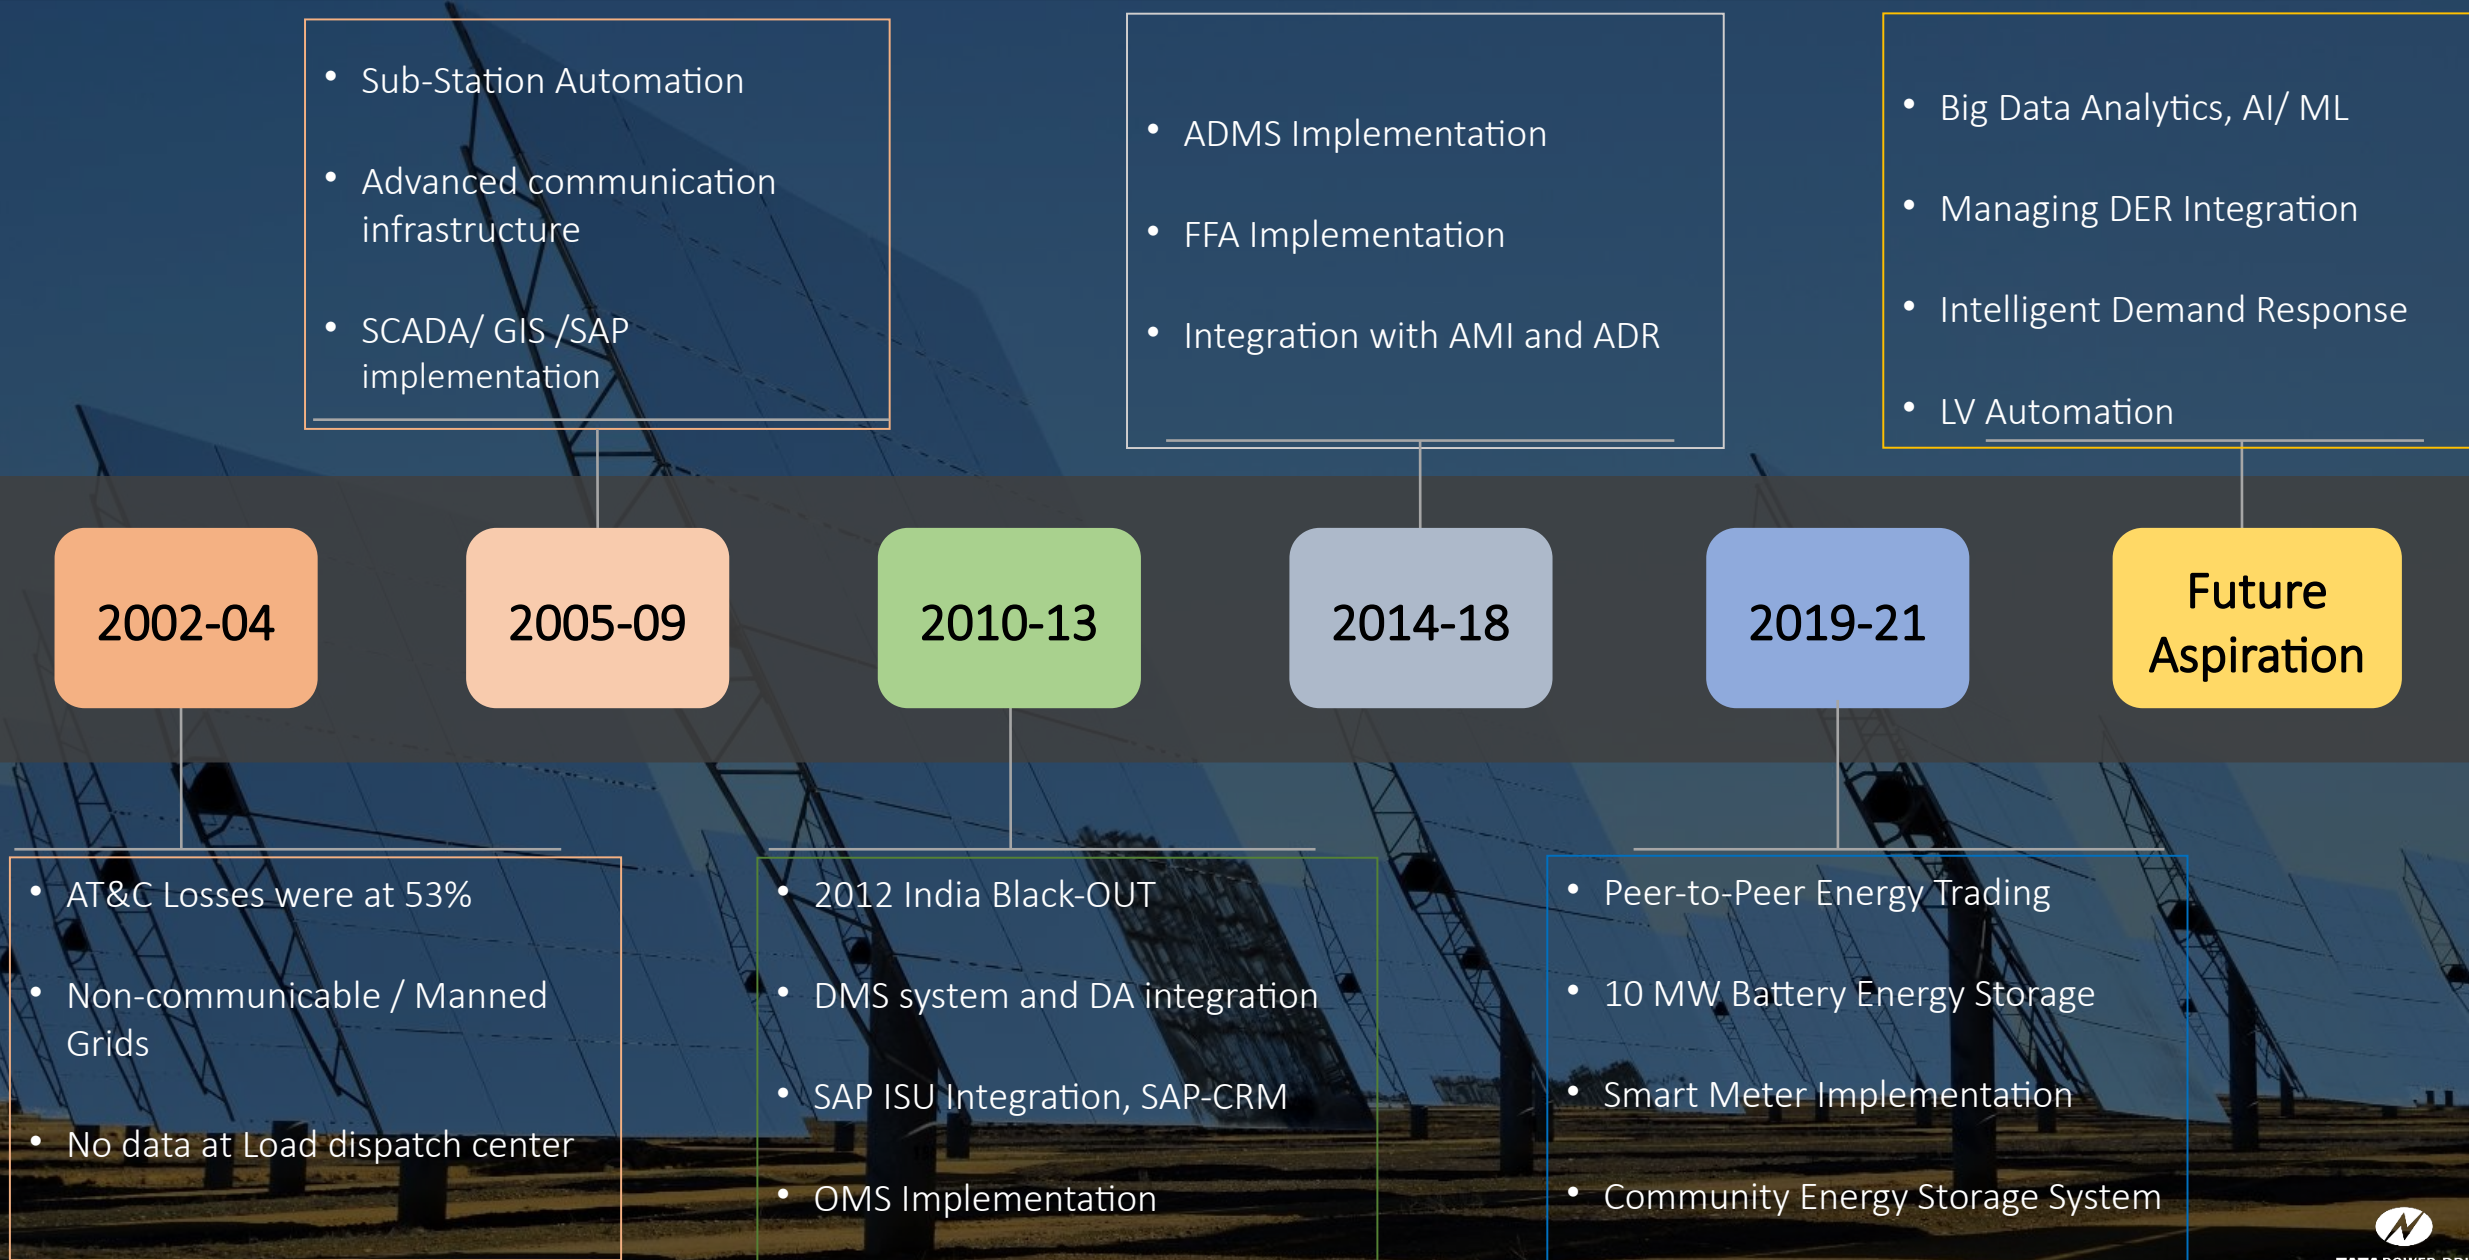 • Sub-Station Automation
• Advanced communication
infrastructure
• SCADA/ GIS /SAP
implementation
• ADMS Implementation
• FFA Implementation
• Integration with AMI and ADR
• Big Data Analytics, AI/ ML
• Managing DER Integration
• Intelligent Demand Response
• LV Automation
2002-04
2005-09
2010-13
2014-18
2019-21
Future
Aspiration
• AT&C Losses were at 53%
• Non-communicable / Manned
Grids
• No data at Load dispatch center
• 2012 India Black-OUT
• DMS system and DA integration
• SAP ISU Integration, SAP-CRM
• OMS Implementation
• Peer-to-Peer Energy Trading
• 10 MW Battery Energy Storage
• Smart Meter Implementation
• Community Energy Storage System
TATA POWER-DDL